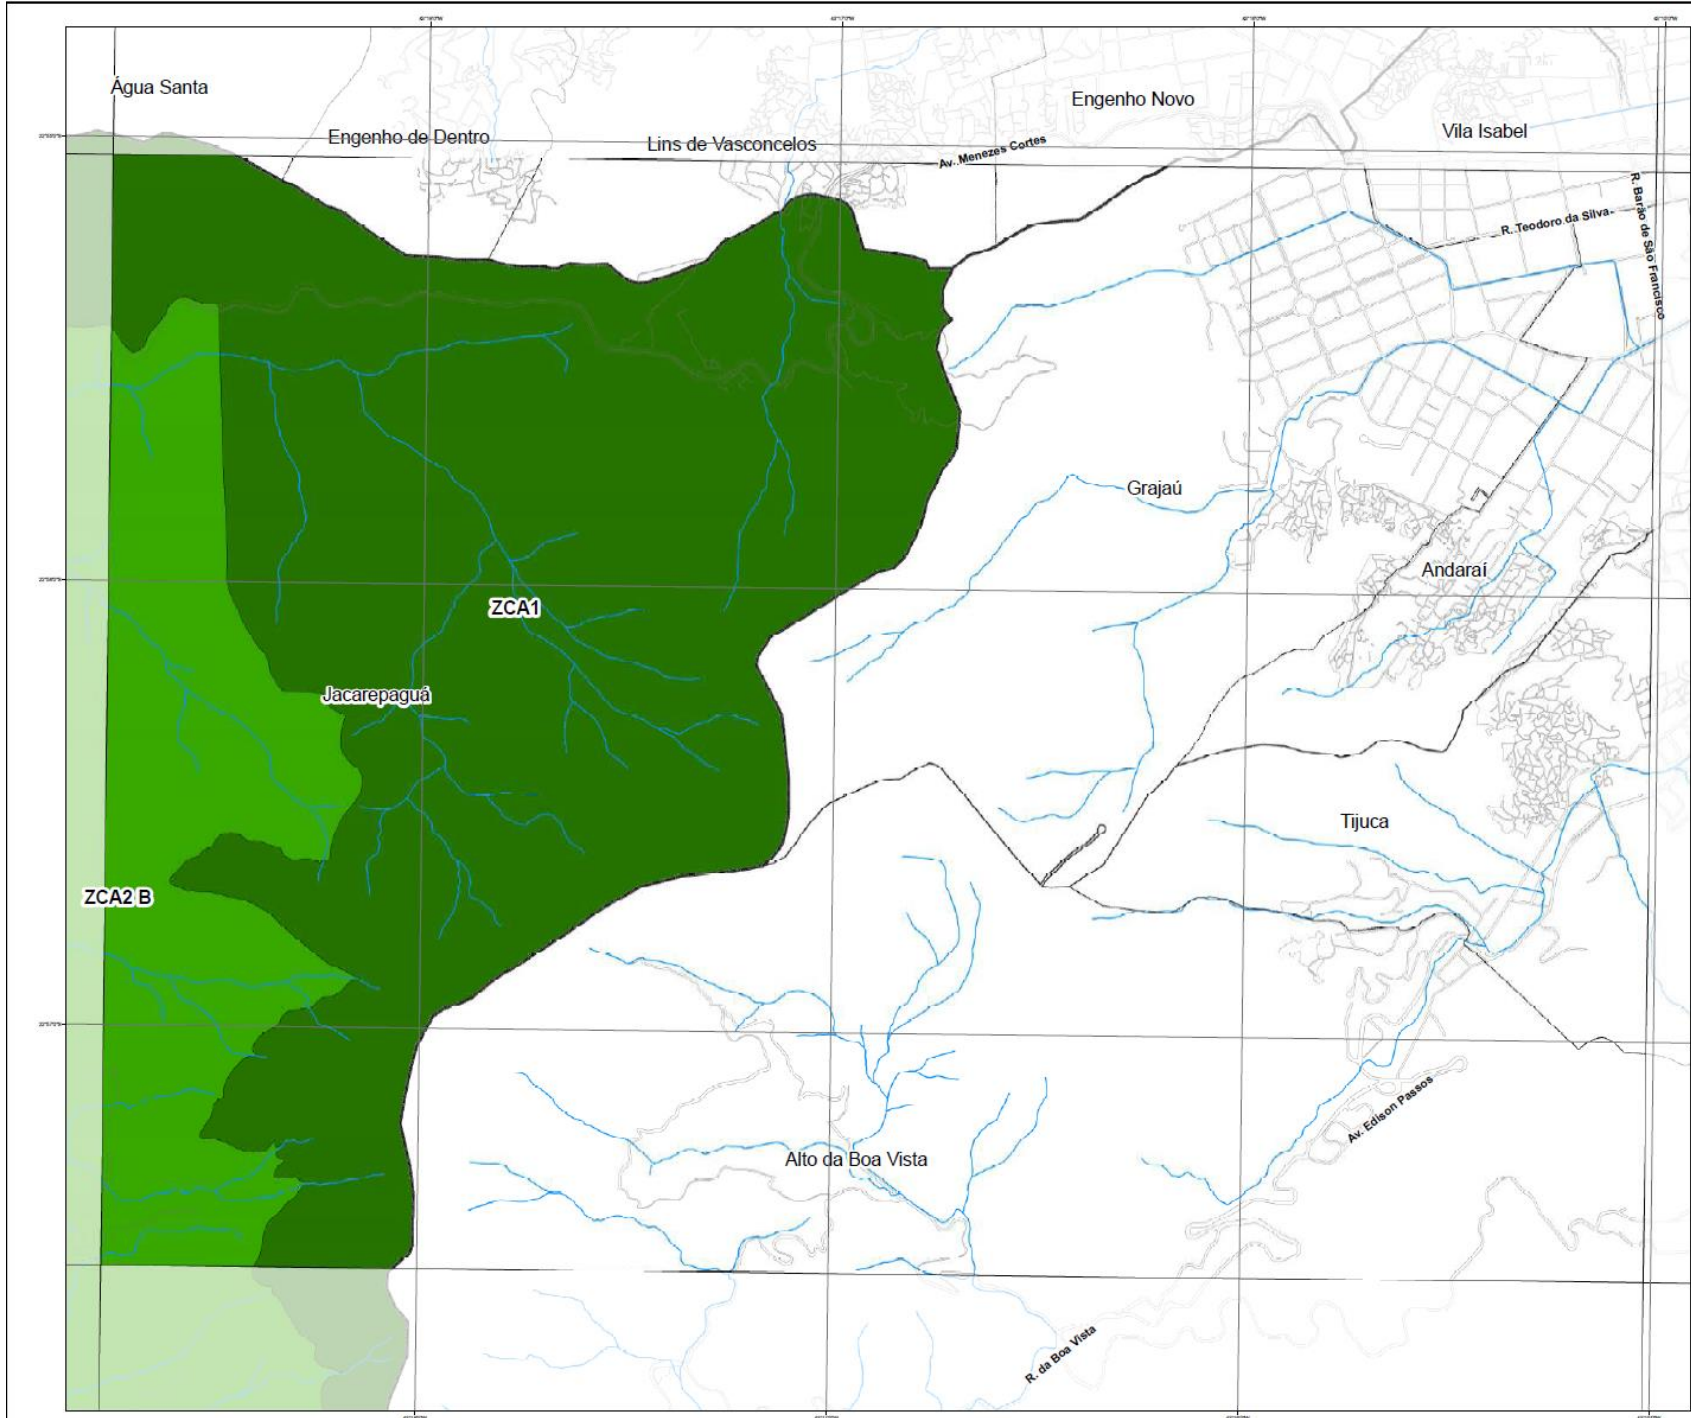 Água Santa
Engenho Novo
Vila Isabel
Engenho de Dentro
Lins de Vasconcelos
Av. Menezes Cortes
R. Barão de São Francisco
R. Teodoro da Silva
Grajaú
Andaraí
ZCA1
Jacarepaguá
Tijuca
ZCA2 B
Av. Edison Passos
Alto da Boa Vista
R. da Boa Vista